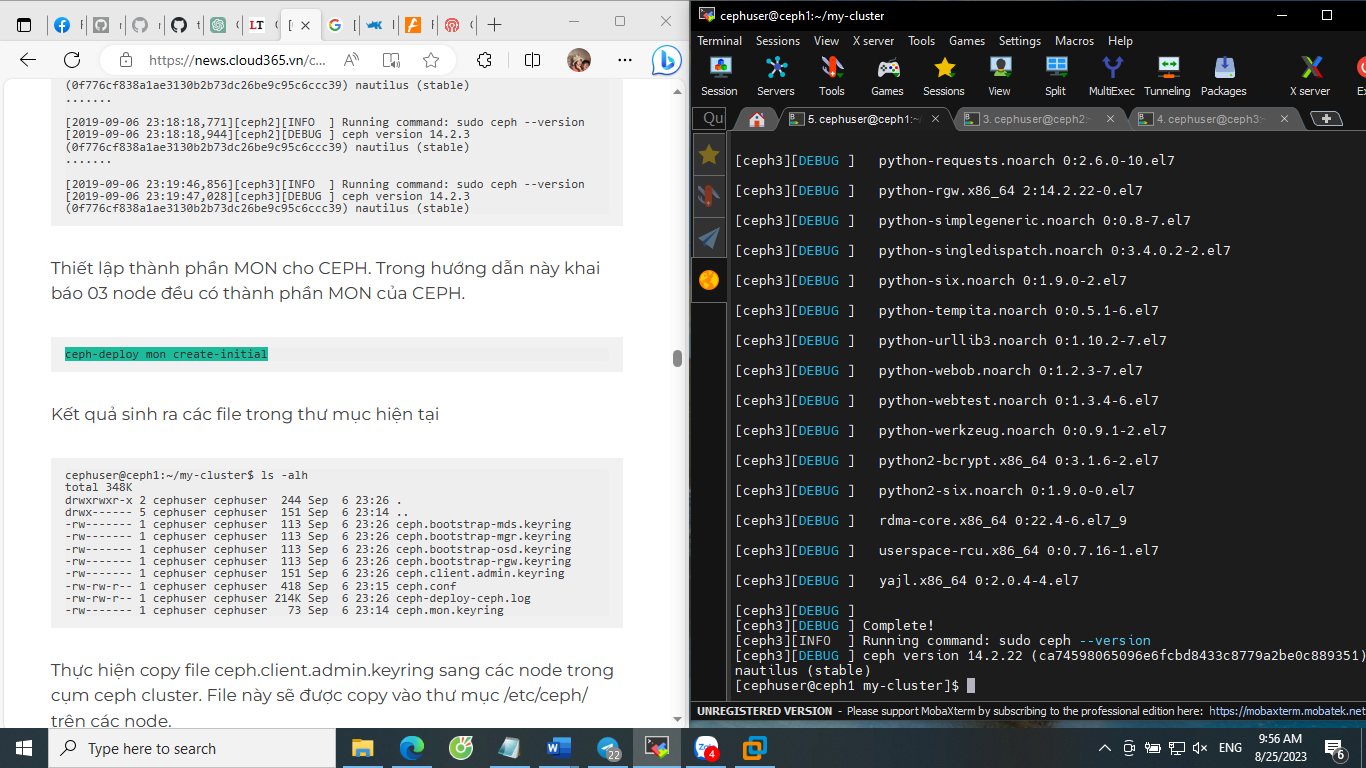 https://news.cloud365.vn/c...
(0f776cf838a1ae3130b2b73dc26be9c95c6ccc39) nautilus (stable)
.......
[2019-09-06 23:18:18,771][ceph2][INFO  ] Running command: sudo ceph --version
[2019-09-06 23:18:18,944][ceph2][DEBUG ] ceph version 14.2.3
(0f776cf838a1ae3130b2b73dc26be9c95c6ccc39) nautilus (stable)
.......
[2019-09-06 23:19:46,856][ceph3][INFO  ] Running command: sudo ceph --version
[2019-09-06 23:19:47,028][ceph3][DEBUG ] ceph version 14.2.3
(0f776cf838a1ae3130b2b73dc26be9c95c6ccc39) nautilus (stable)
Thiết lập thành phần MON cho CEPH. Trong hướng dẫn này khai
báo 03 node đều có thành phần MON của CEPH.
ceph-deploy mon create-initial
Kết quả sinh ra các file trong thư mục hiện tại
cephuser@ceph1:~/my-cluster$ ls -alh
total 348K
drwxrwxr-x 2 cephuser cephuser  244 Sep  6 23:26 .
drwx------ 5 cephuser cephuser  151 Sep  6 23:14 ..
-rw------- 1 cephuser cephuser  113 Sep  6 23:26 ceph.bootstrap-mds.keyring
-rw------- 1 cephuser cephuser  113 Sep  6 23:26 ceph.bootstrap-mgr.keyring
-rw------- 1 cephuser cephuser  113 Sep  6 23:26 ceph.bootstrap-osd.keyring
-rw------- 1 cephuser cephuser  113 Sep  6 23:26 ceph.bootstrap-rgw.keyring
-rw------- 1 cephuser cephuser  151 Sep  6 23:26 ceph.client.admin.keyring
-rw-rw-r-- 1 cephuser cephuser  418 Sep  6 23:15 ceph.conf
-rw-rw-r-- 1 cephuser cephuser 214K Sep  6 23:26 ceph-deploy-ceph.log
-rw------- 1 cephuser cephuser   73 Sep  6 23:14 ceph.mon.keyring
Thực hiện copy file ceph.client.admin.keyring sang các node trong
cụm ceph cluster. File này sẽ được copy vào thư mục /etc/ceph/
trên các node.
cephuser@ceph1:~/my-cluster
Terminal Sessions View X server Tools Games Settings Macros Help
Session Servers Tools Games Sessions View Split MultiExec Tunneling Packages X server Ex
Qu
5. cephuser@ceph1:~/
3. cephuser@ceph2:~
4. cephuser@ceph3:~
[ceph3][DEBUG ]   python-requests.noarch 0:2.6.0-10.el7
[ceph3][DEBUG ]   python-rgw.x86_64 2:14.2.22-0.el7
[ceph3][DEBUG ]   python-simplegeneric.noarch 0:0.8-7.el7
[ceph3][DEBUG ]   python-singledispatch.noarch 0:3.4.0.2-2.el7
[ceph3][DEBUG ]   python-six.noarch 0:1.9.0-2.el7
[ceph3][DEBUG ]   python-tempita.noarch 0:0.5.1-6.el7
[ceph3][DEBUG ]   python-urllib3.noarch 0:1.10.2-7.el7
[ceph3][DEBUG ]   python-webob.noarch 0:1.2.3-7.el7
[ceph3][DEBUG ]   python-webtest.noarch 0:1.3.4-6.el7
[ceph3][DEBUG ]   python-werkzeug.noarch 0:0.9.1-2.el7
[ceph3][DEBUG ]   python2-bcrypt.x86_64 0:3.1.6-2.el7
[ceph3][DEBUG ]   python2-six.noarch 0:1.9.0-0.el7
[ceph3][DEBUG ]   rdma-core.x86_64 0:22.4-6.el7_9
[ceph3][DEBUG ]   userspace-rcu.x86_64 0:0.7.16-1.el7
[ceph3][DEBUG ]   yajl.x86_64 0:2.0.4-4.el7
[ceph3][DEBUG ]
[ceph3][DEBUG ] Complete!
[ceph3][INFO  ] Running command: sudo ceph --version
[ceph3][DEBUG ] ceph version 14.2.22 (ca74598065096e6fcbd8433c8779a2be0c889351)
nautilus (stable)
[cephuser@ceph1 my-cluster]$
UNREGISTERED VERSION - Please support MobaXterm by subscribing to the professional edition here: https://mobaxterm.mobatek.net
Type here to search
22
4
ENG
9:56 AM
8/25/2023
6